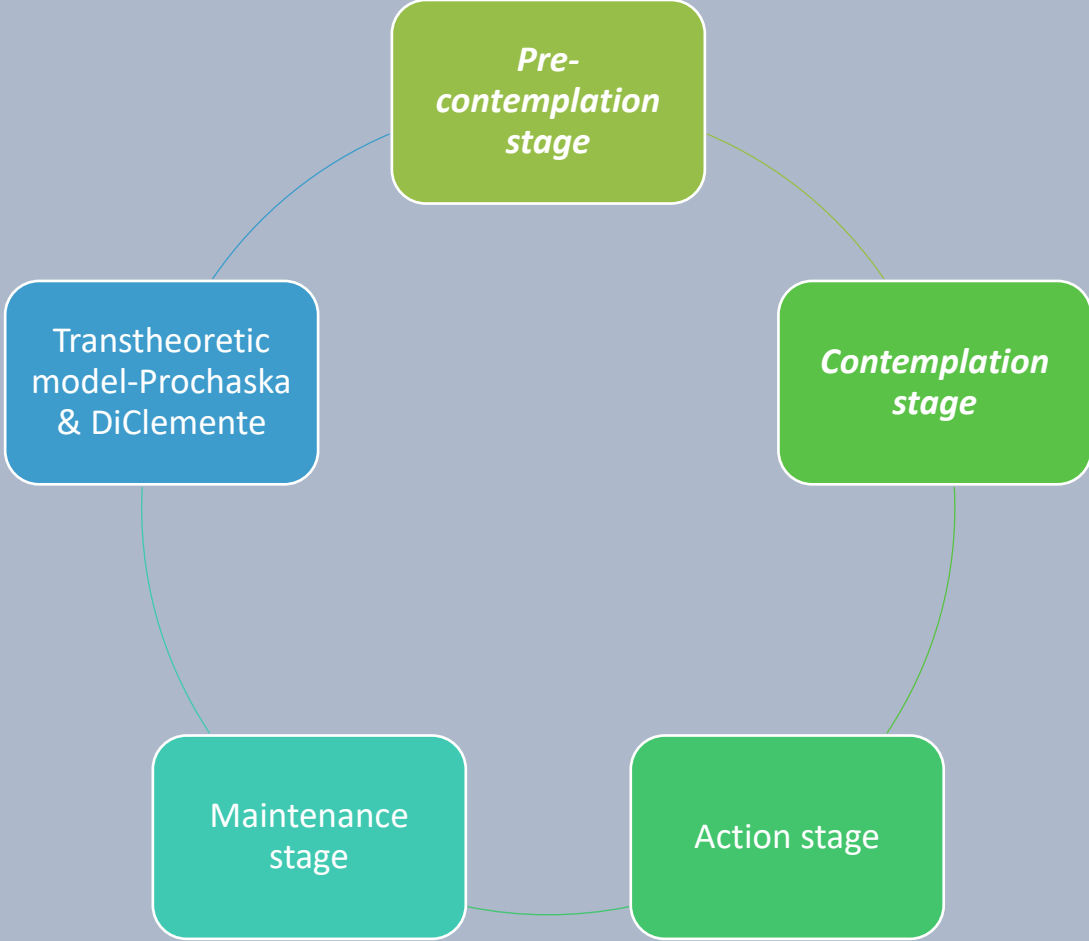 Pre-
contemplation
stage
Contemplation
stage
Action stage
Maintenance
stage
Transtheoretic
model-Prochaska
& DiClemente